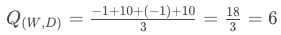 Q_{(W,D)} = \frac{-1+10+(-1)+10}{3} = \frac{18}{3} = 6